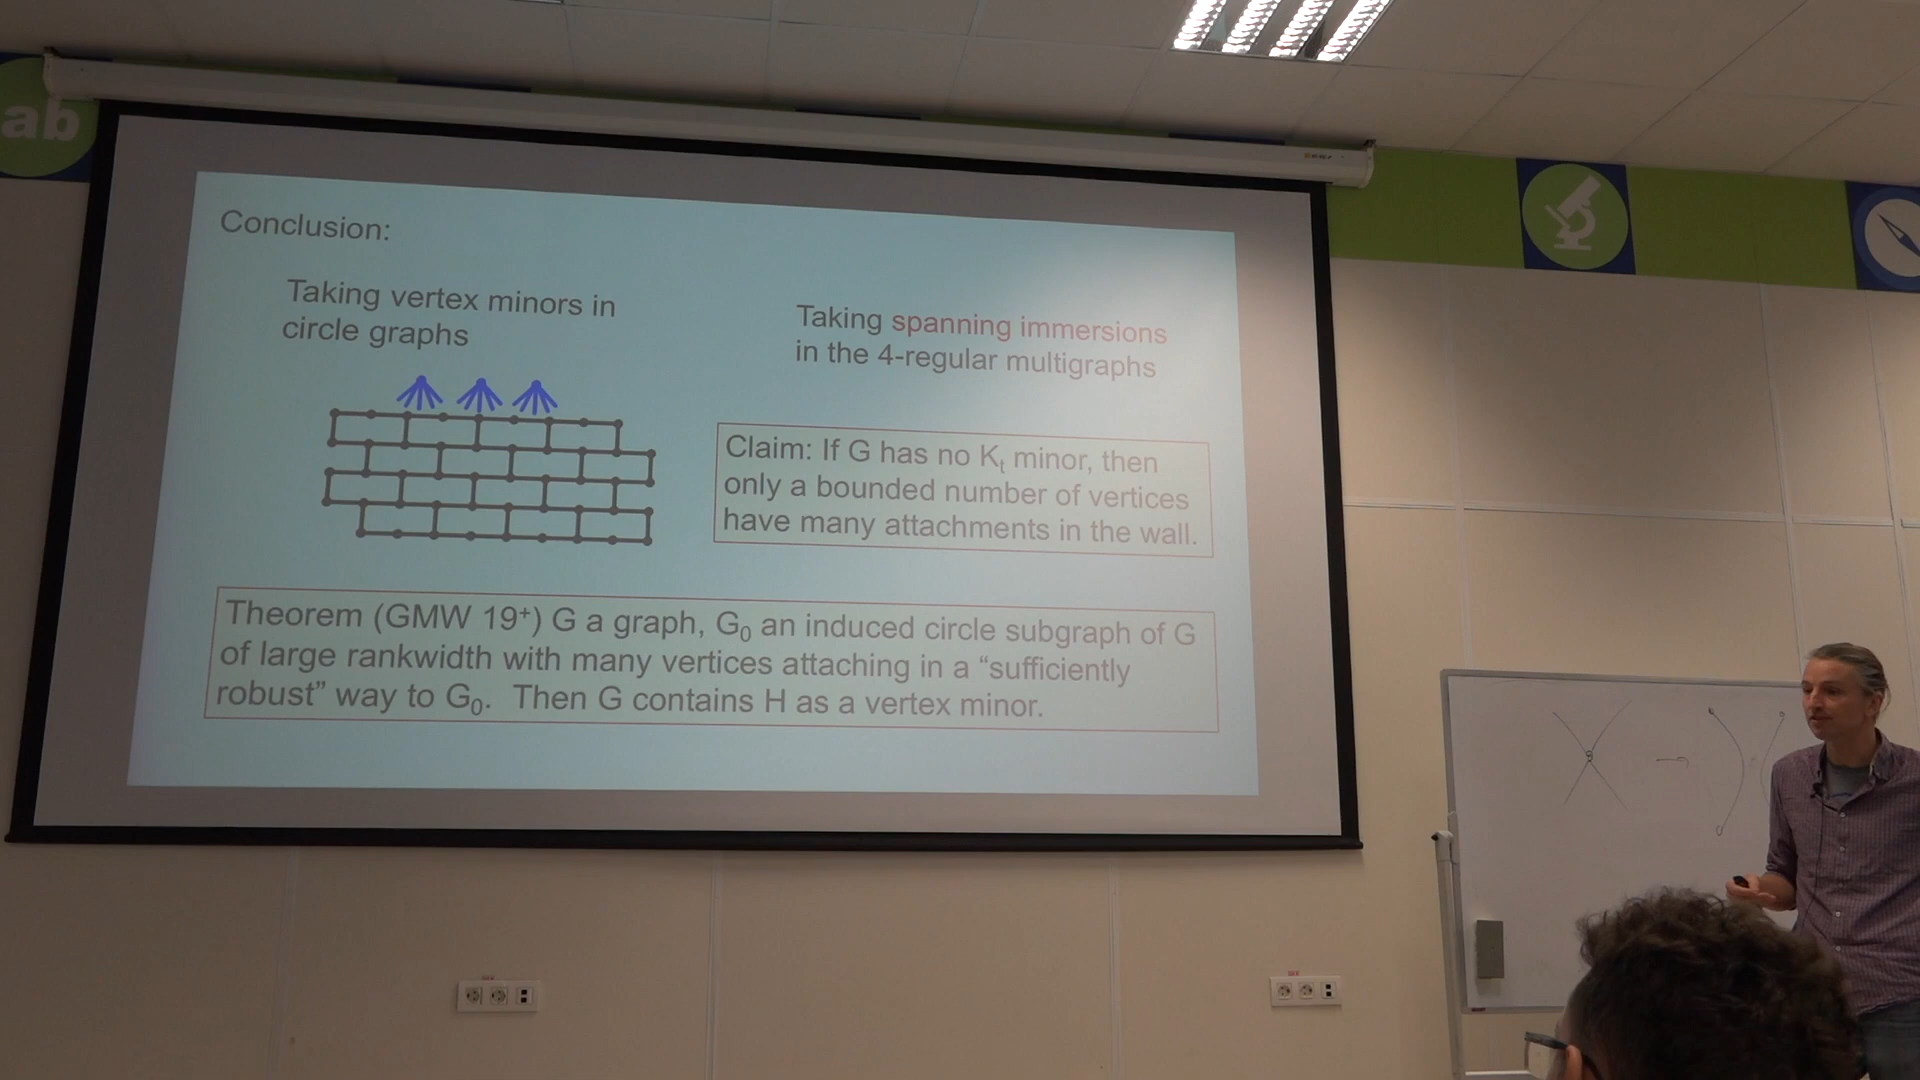 ab
Conclusion:
Taking vertex minors in
circle graphs
Taking spanning immersions
in the 4-regular multigraphs
Claim: If G has no Kₜ minor, then
only a bounded number of vertices
have many attachments in the wall.
Theorem (GMW 19⁺) G a graph, G₀ an induced circle subgraph of G
of large rankwidth with many vertices attaching in a “sufficiently
robust” way to G₀. Then G contains H as a vertex minor.